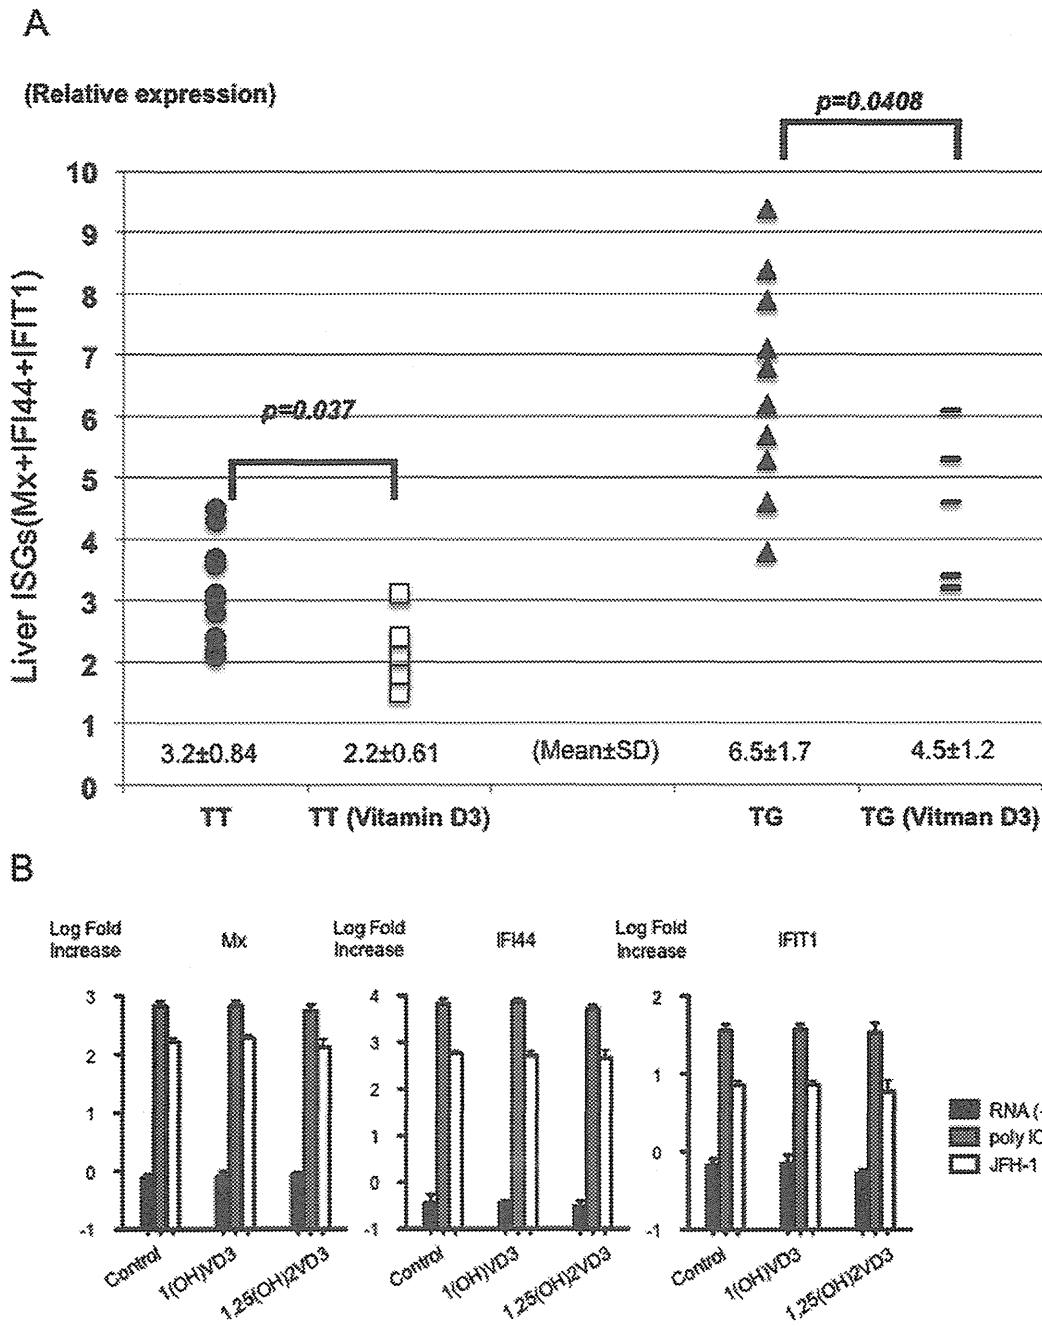 A
(Relative expression)
p=0.0408
10
9
8
7
6
5
4
3
2
1
0
Liver ISGs(Mx+IFI44+IFIT1)
p=0.037
3.2±0.84 2.2±0.61 (Mean±SD) 6.5±1.7 4.5±1.2
TT TT (Vitamin D3) TG TG (Vitman D3)
B
Log Fold Increase Mx
3
2
1
0
-1
Control 1(OH)VD3 1,25(OH)2VD3
Log Fold Increase IFI44
4
3
2
1
0
-1
Control 1(OH)VD3 1,25(OH)2VD3
Log Fold Increase IFIT1
2
1
0
-1
Control 1(OH)VD3 1,25(OH)2VD3
RNA (-
poly IC
JFH-1